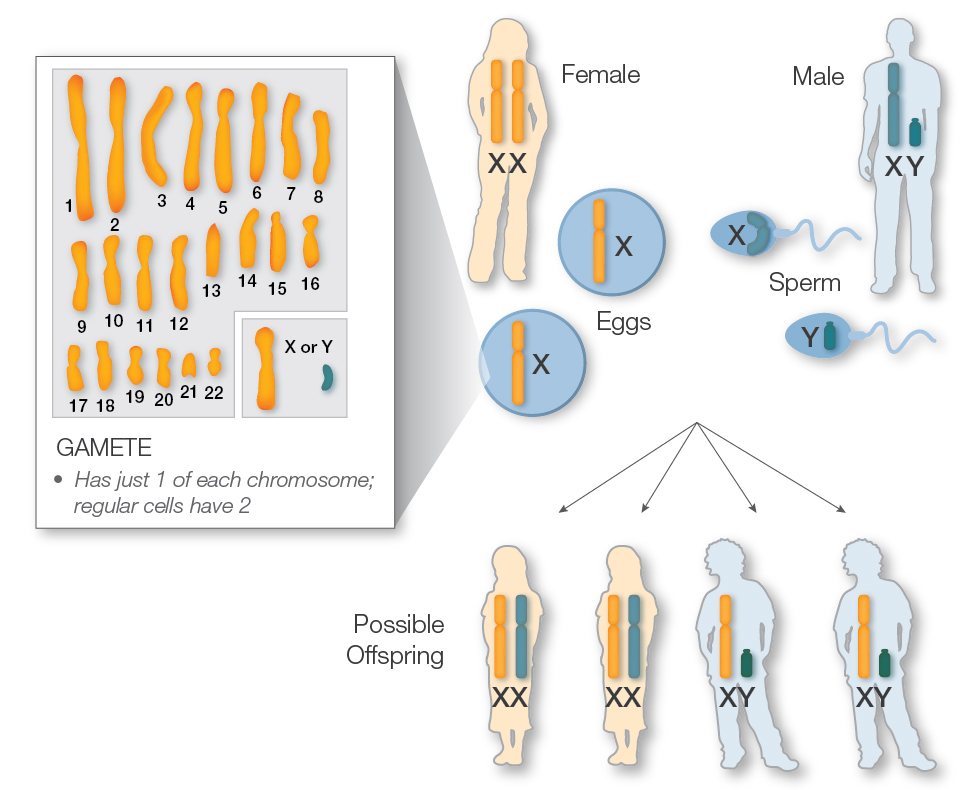 1
2
3
4
5
6
7
8
9
10
11
12
13
14
15
16
17
18
19
20
21
22
X or Y
GAMETE
• Has just 1 of each chromosome;
regular cells have 2
Female
XX
Male
XY
X
Eggs
X
X
Sperm
Y
Possible
Offspring
XX
XX
XY
XY